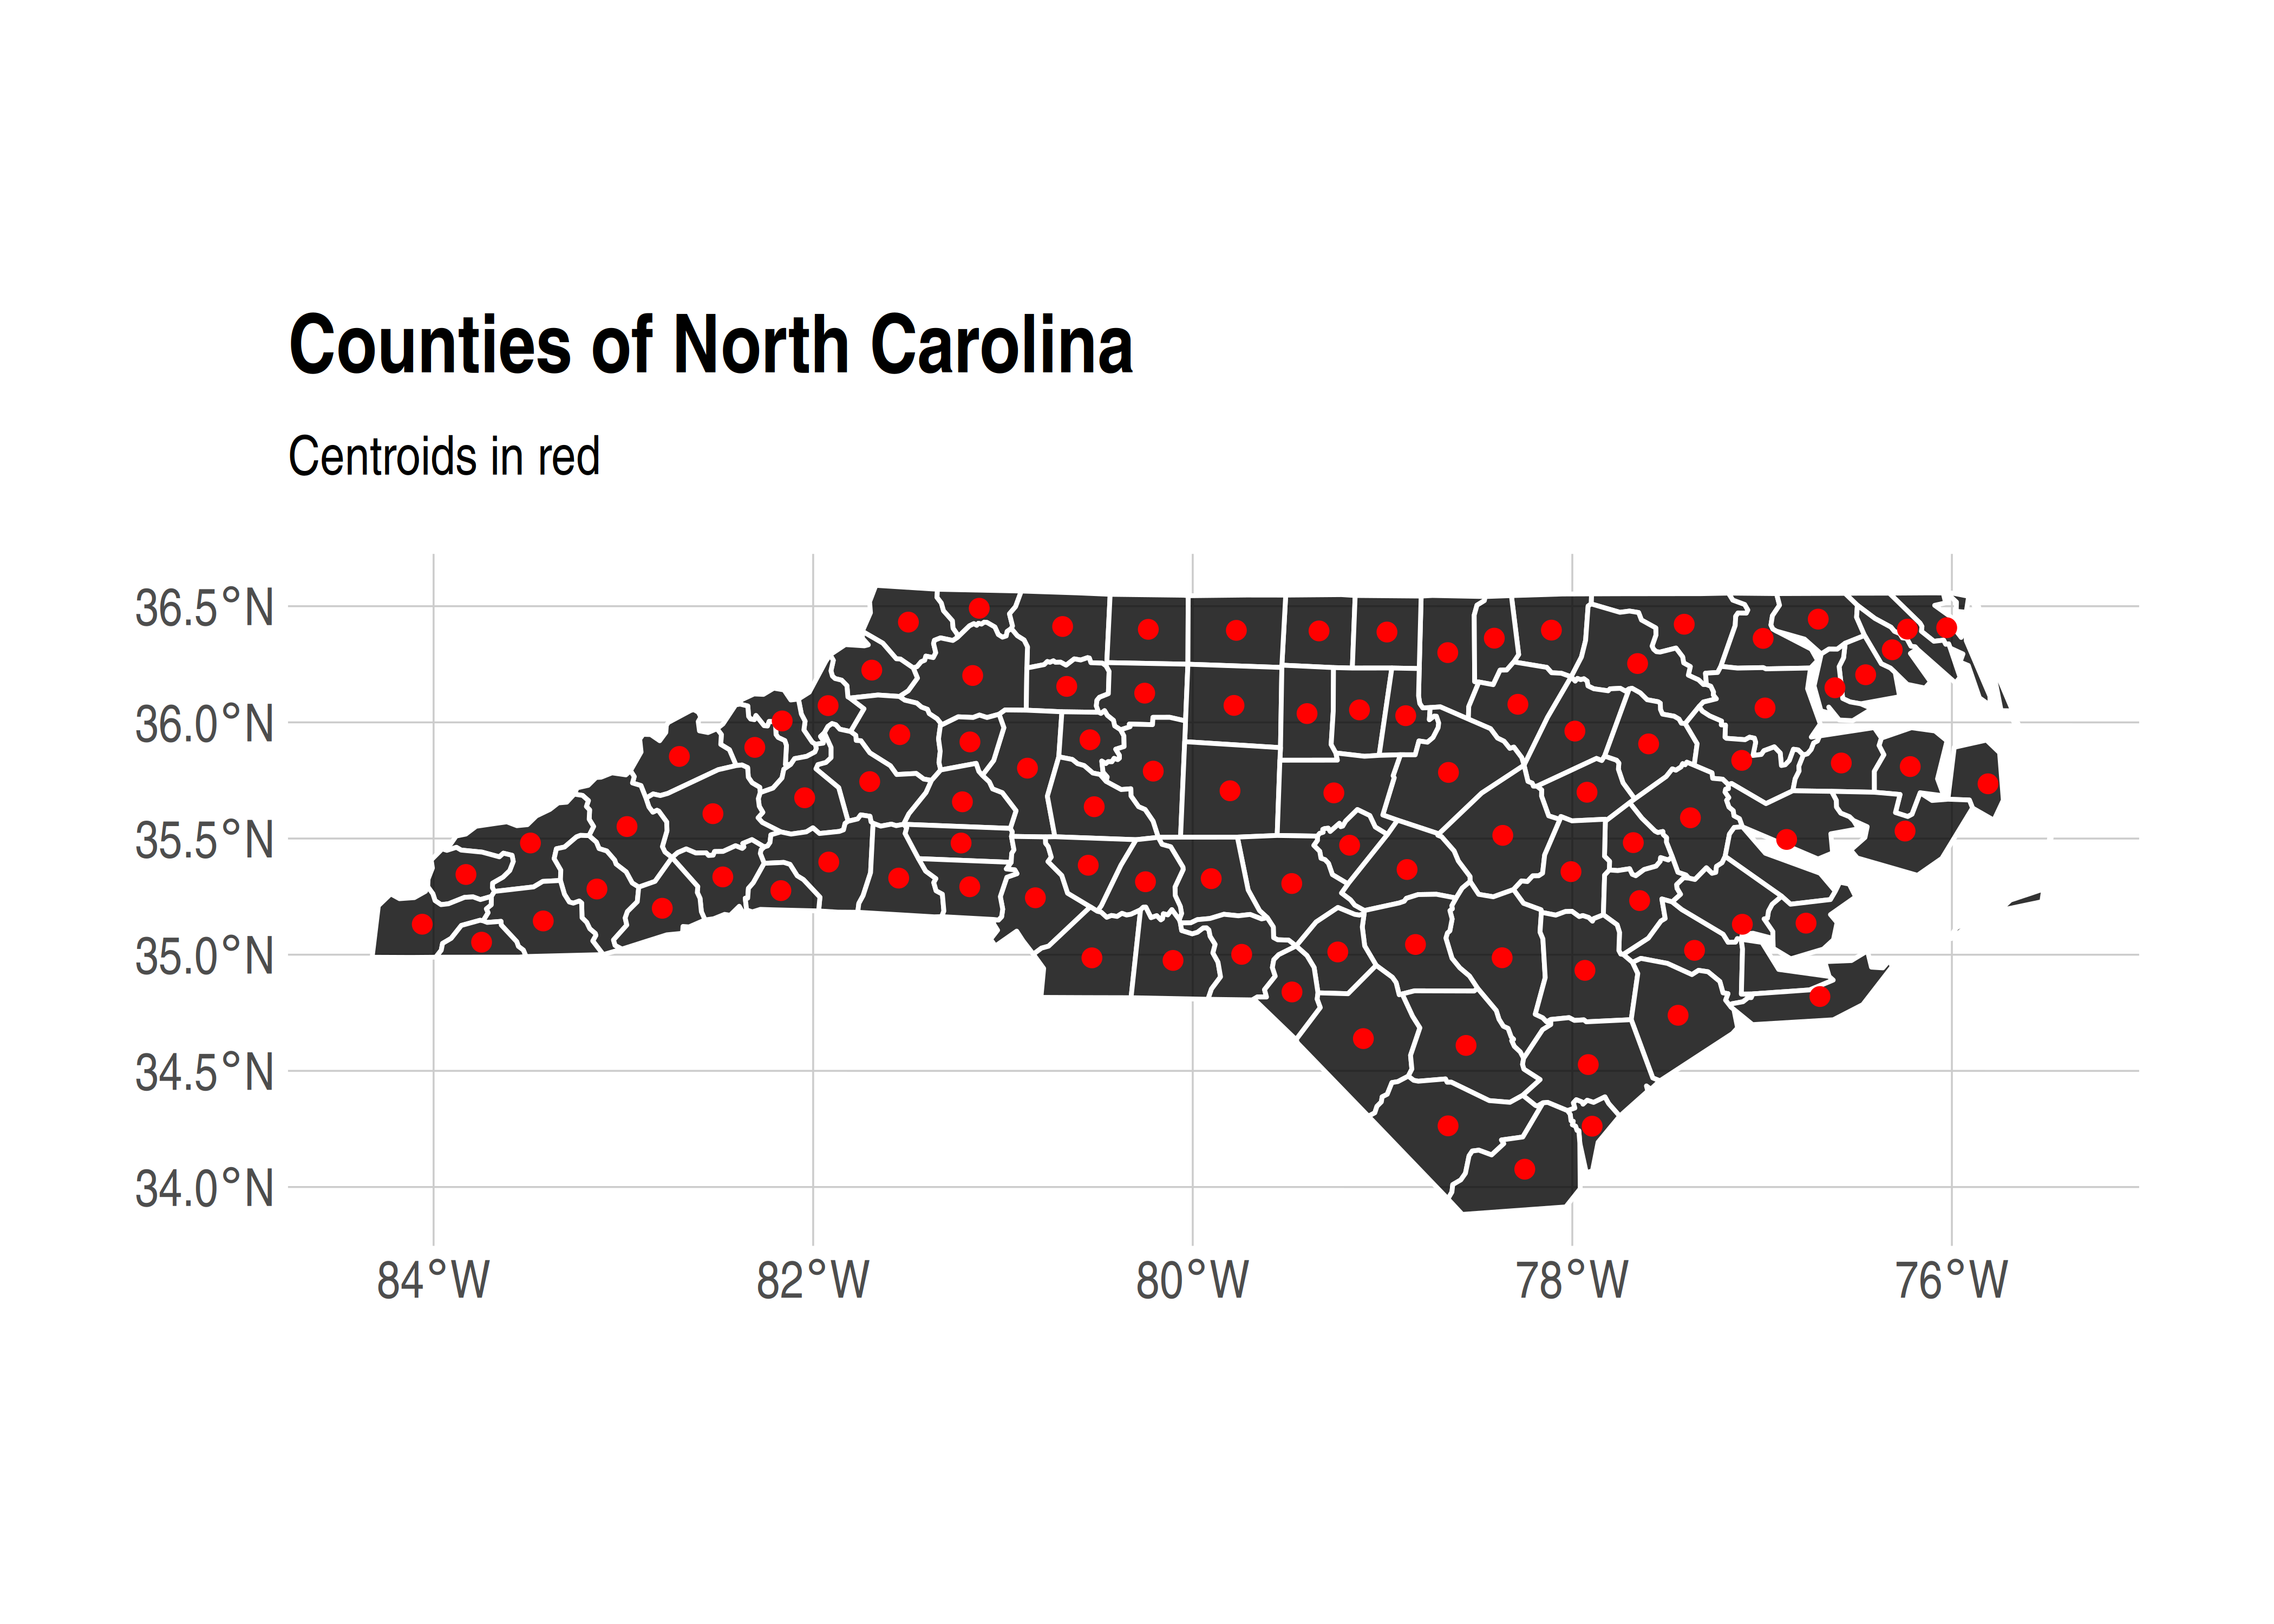 Counties of North Carolina
Centroids in red
36.5°N
36.0°N
35.5°N
35.0°N
34.5°N
34.0°N
84°W 82°W 80°W 78°W 76°W